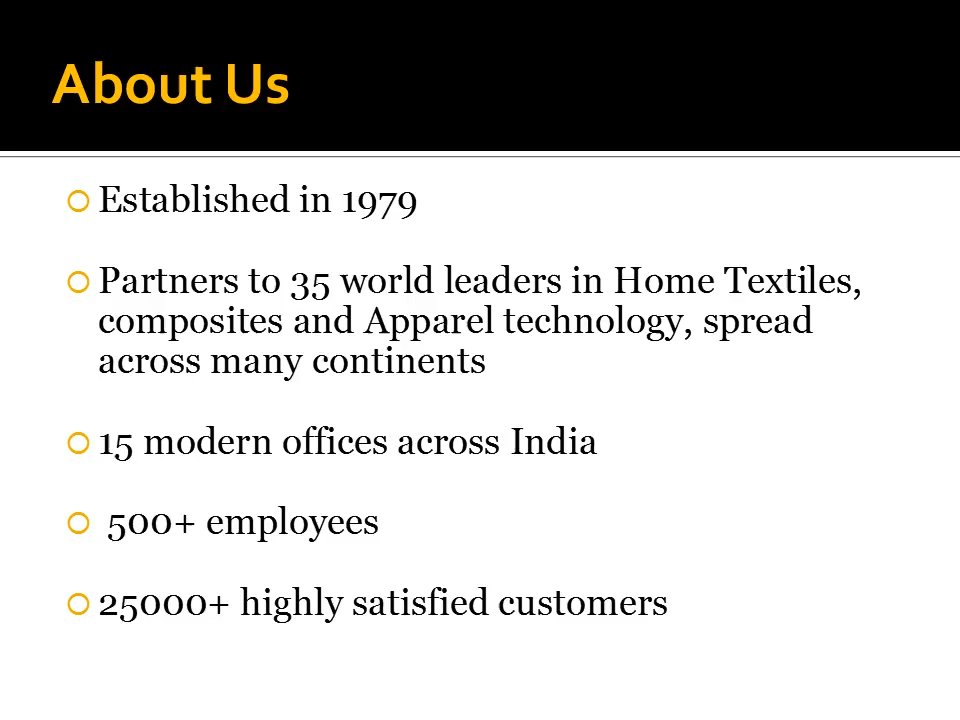 About Us
Established in 1979
Partners to 35 world leaders in Home Textiles,
composites and Apparel technology, spread
across many continents
15 modern offices across India
500+ employees
25000+ highly satisfied customers